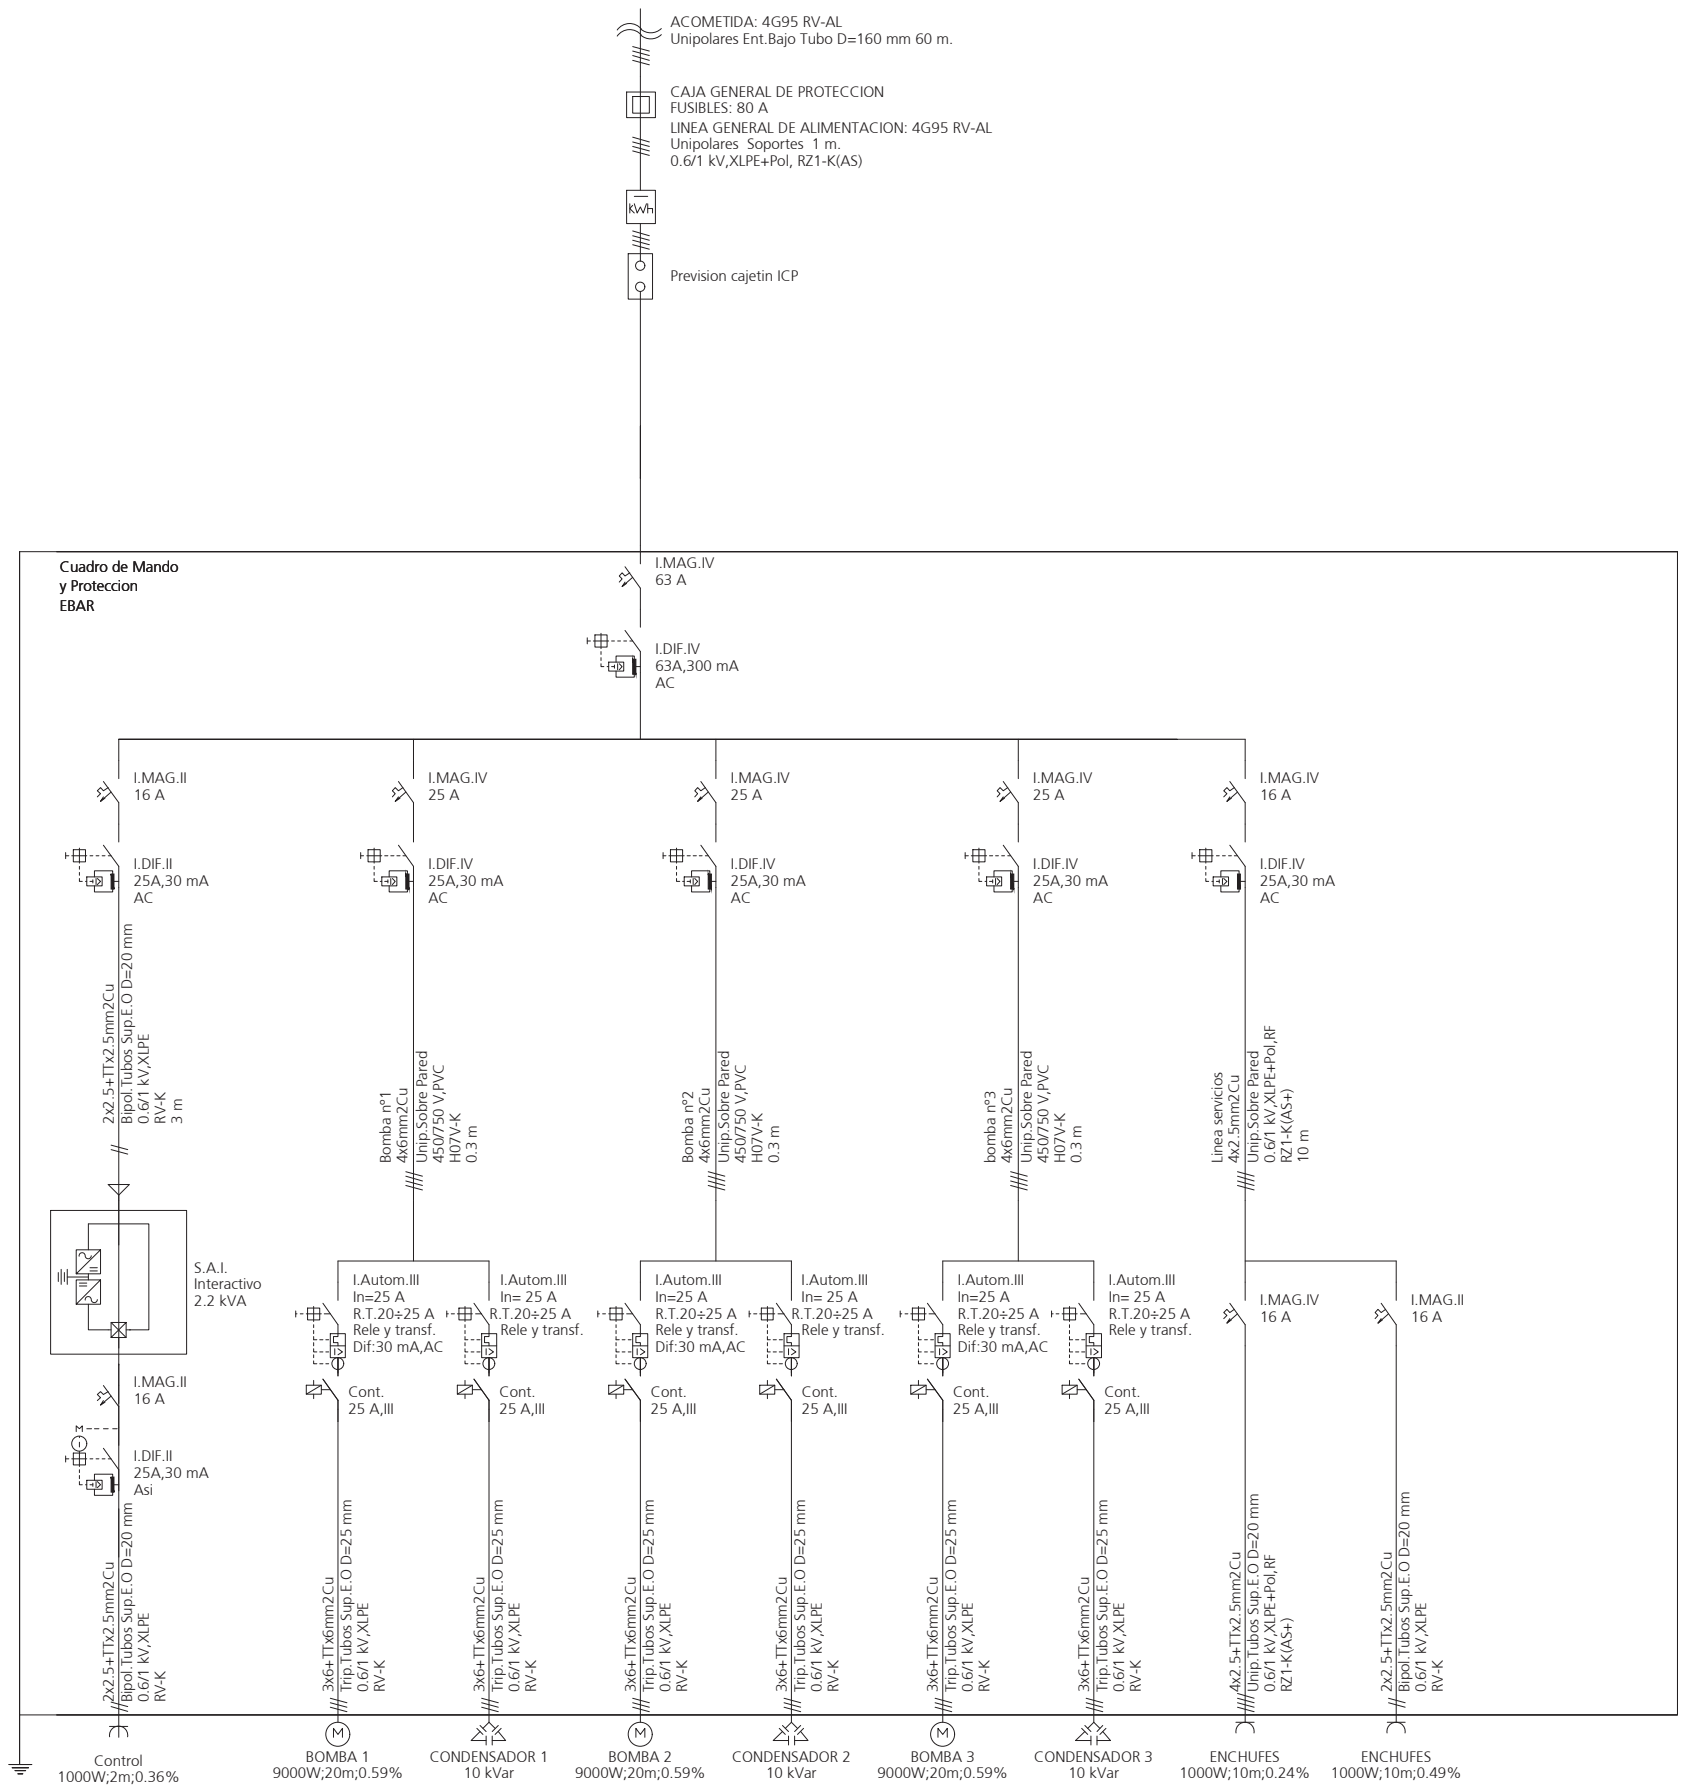 ACOMETIDA: 4G95 RV-AL
Unipolares Ent.Bajo Tubo D=160 mm 60 m.
CAJA GENERAL DE PROTECCION
FUSIBLES: 80 A
LINEA GENERAL DE ALIMENTACION: 4G95 RV-AL
Unipolares Soportes 1 m.
0.6/1 kV,XLPE+Pol, RZ1-K(AS)
KWh
Prevision cajetin ICP
Cuadro de Mando
y Proteccion
EBAR
I.MAG.IV
63 A
I.DIF.IV
63A,300 mA
AC
I.MAG.II
16 A
I.DIF.II
25A,30 mA
AC
2x2.5+TTx2.5mm2Cu
Bipol.Tubos Sup.E.O D=20 mm
0.6/1 kV,XLPE
RV-K
3 m
S.A.I.
Interactivo
2.2 kVA
I.MAG.II
16 A
M
I.DIF.II
25A,30 mA
Asi
2x2.5+TTx2.5mm2Cu
Bipol.Tubos Sup.E.O D=20 mm
0.6/1 kV,XLPE
RV-K
Control
1000W;2m;0.36%
I.MAG.IV
25 A
I.DIF.IV
25A,30 mA
AC
Bomba nº1
4x6mm2Cu
Unip.Sobre Pared
450/750 V,PVC
H07V-K
0.3 m
I.Autom.III
In=25 A
R.T.20÷25 A
Rele y transf.
Dif:30 mA,AC
Cont.
25 A,III
3x6+TTx6mm2Cu
Trip.Tubos Sup.E.O D=25 mm
0.6/1 kV,XLPE
RV-K
M
BOMBA 1
9000W;20m;0.59%
I.Autom.III
In= 25 A
R.T.20÷25 A
Rele y transf.
Cont.
25 A,III
3x6+TTx6mm2Cu
Trip.Tubos Sup.E.O D=25 mm
0.6/1 kV,XLPE
RV-K
CONDENSADOR 1
10 kVar
I.MAG.IV
25 A
I.DIF.IV
25A,30 mA
AC
Bomba nº2
4x6mm2Cu
Unip.Sobre Pared
450/750 V,PVC
H07V-K
0.3 m
I.Autom.III
In=25 A
R.T.20÷25 A
Rele y transf.
Dif:30 mA,AC
Cont.
25 A,III
3x6+TTx6mm2Cu
Trip.Tubos Sup.E.O D=25 mm
0.6/1 kV,XLPE
RV-K
M
BOMBA 2
9000W;20m;0.59%
I.Autom.III
In= 25 A
R.T.20÷25 A
Rele y transf.
Cont.
25 A,III
3x6+TTx6mm2Cu
Trip.Tubos Sup.E.O D=25 mm
0.6/1 kV,XLPE
RV-K
CONDENSADOR 2
10 kVar
I.MAG.IV
25 A
I.DIF.IV
25A,30 mA
AC
bomba nº3
4x6mm2Cu
Unip.Sobre Pared
450/750 V,PVC
H07V-K
0.3 m
I.Autom.III
In=25 A
R.T.20÷25 A
Rele y transf.
Dif:30 mA,AC
Cont.
25 A,III
3x6+TTx6mm2Cu
Trip.Tubos Sup.E.O D=25 mm
0.6/1 kV,XLPE
RV-K
M
BOMBA 3
9000W;20m;0.59%
I.Autom.III
In= 25 A
R.T.20÷25 A
Rele y transf.
Cont.
25 A,III
3x6+TTx6mm2Cu
Trip.Tubos Sup.E.O D=25 mm
0.6/1 kV,XLPE
RV-K
CONDENSADOR 3
10 kVar
I.MAG.IV
16 A
I.DIF.IV
25A,30 mA
AC
Linea servicios
4x2.5mm2Cu
Unip.Sobre Pared
0.6/1 kV,XLPE+Pol,RF
RZ1-K(AS+)
10 m
I.MAG.IV
16 A
4x2.5+TTx2.5mm2Cu
Unip.Tubos Sup.E.O D=20 mm
0.6/1 kV,XLPE+Pol,RF
RZ1-K(AS+)
ENCHUFES
1000W;10m;0.24%
I.MAG.II
16 A
2x2.5+TTx2.5mm2Cu
Bipol.Tubos Sup.E.O D=20 mm
0.6/1 kV,XLPE
RV-K
ENCHUFES
1000W;10m;0.49%